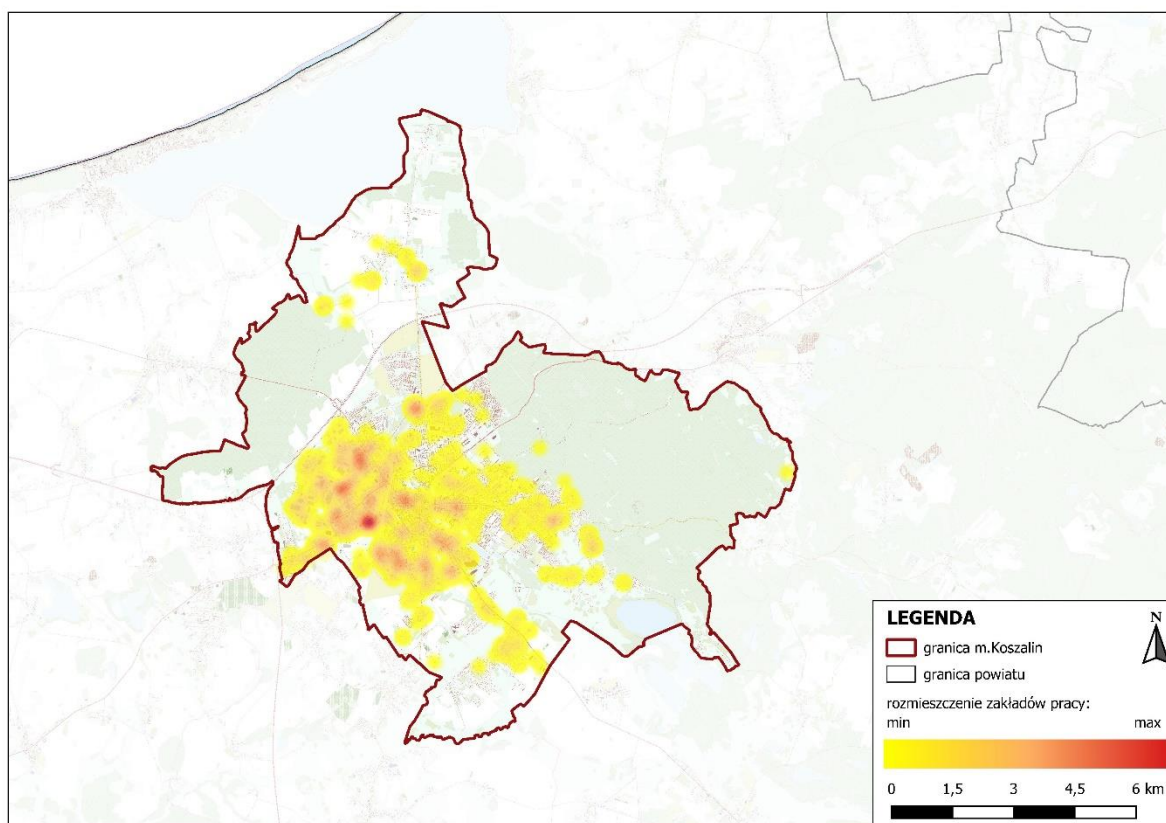 LEGENDA
N
granica m.Koszalin
granica powiatu
rozmieszczenie zakładów pracy:
min max
0 1,5 3 4,5 6 km